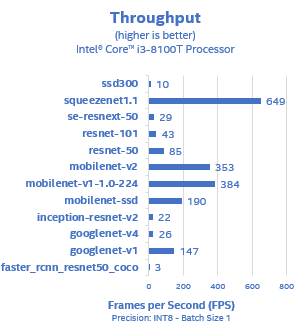 Throughput
(higher is better)
Intel® Core™ i3-8100T Processor
ssd300 10
squeezenet1.1 649
se-resnext-50 29
resnet-101 43
resnet-50 85
mobilenet-v2 353
mobilenet-v1-1.0-224 384
mobilenet-ssd 190
inception-resnet-v2 22
googlenet-v4 26
googlenet-v1 147
faster_rcnn_resnet50_coco 3
0 200 400 600 800
Frames per Second (FPS)
Precision: INT8 - Batch Size 1